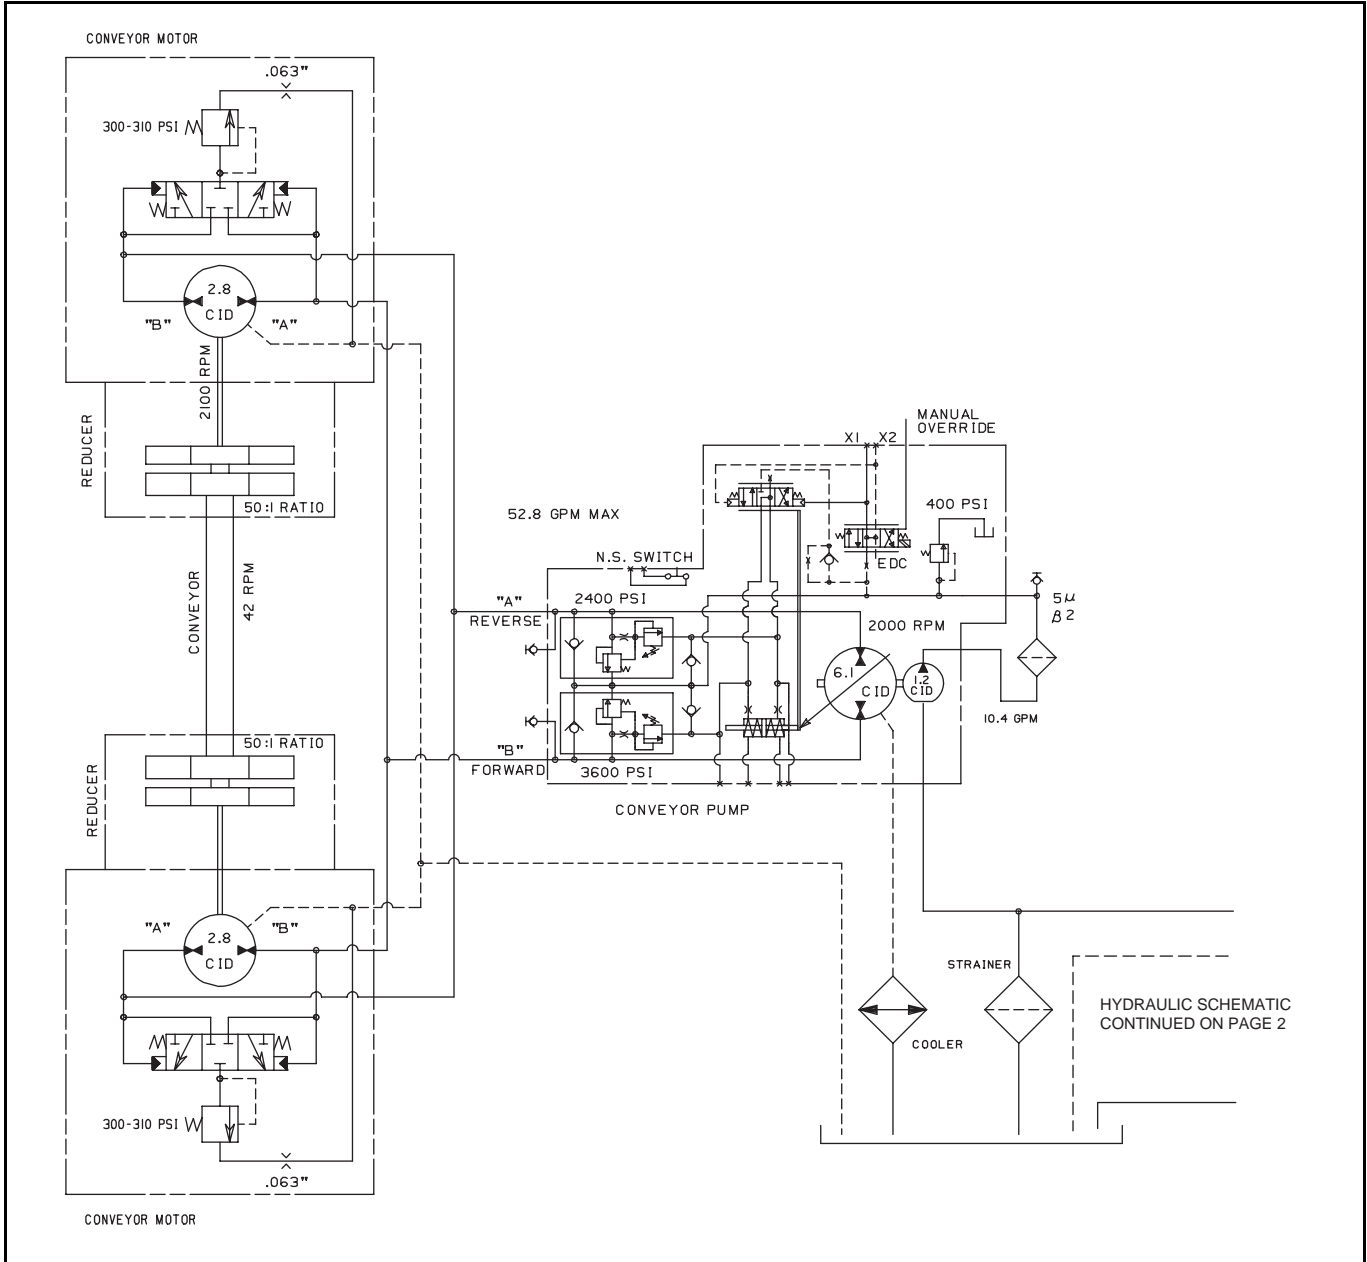 CONVEYOR MOTOR
.063"
300-310 PSI
2.8
CID
"B"
"A"
2100 RPM
REDUCER
50:1 RATIO
CONVEYOR
42 RPM
50:1 RATIO
REDUCER
"A"
"B"
2.8
CID
300-310 PSI
.063"
CONVEYOR MOTOR
MANUAL
OVERRIDE
X1
X2
52.8 GPM MAX
400 PSI
N.S. SWITCH
EDC
"A"
REVERSE
2400 PSI
5µ
β2
2000 RPM
6.1
CID
1.2
CID
10.4 GPM
"B"
FORWARD
3600 PSI
CONVEYOR PUMP
STRAINER
COOLER
HYDRAULIC SCHEMATIC
CONTINUED ON PAGE 2